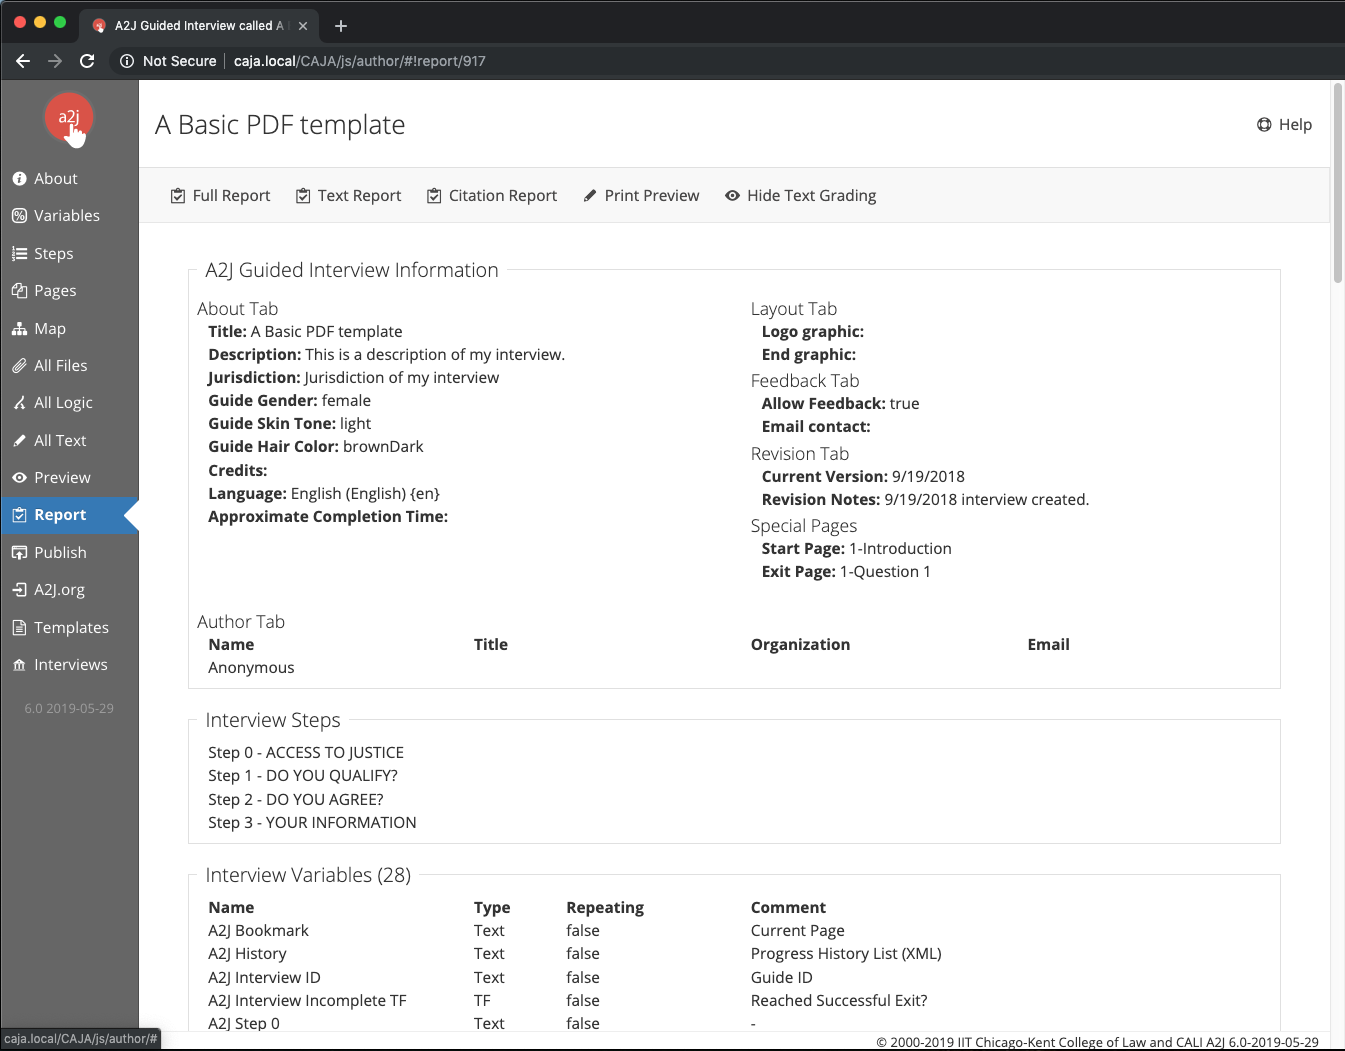 A2J Guided Interview called A
Not Secure
caja.local/CAJA/js/author/#!report/917
a2j
A Basic PDF template
Help
About
Variables
Steps
Pages
Map
All Files
All Logic
All Text
Preview
Report
Publish
A2J.org
Templates
Interviews
6.0 2019-05-29
Full Report
Text Report
Citation Report
Print Preview
Hide Text Grading
A2J Guided Interview Information
About Tab
Title: A Basic PDF template
Description: This is a description of my interview.
Jurisdiction: Jurisdiction of my interview
Guide Gender: female
Guide Skin Tone: light
Guide Hair Color: brownDark
Credits:
Language: English (English) {en}
Approximate Completion Time:
Layout Tab
Logo graphic:
End graphic:
Feedback Tab
Allow Feedback: true
Email contact:
Revision Tab
Current Version: 9/19/2018
Revision Notes: 9/19/2018 interview created.
Special Pages
Start Page: 1-Introduction
Exit Page: 1-Question 1
Author Tab
Name Title Organization Email
Anonymous
Interview Steps
Step 0 - ACCESS TO JUSTICE
Step 1 - DO YOU QUALIFY?
Step 2 - DO YOU AGREE?
Step 3 - YOUR INFORMATION
Interview Variables (28)
Name Type Repeating Comment
A2J Bookmark Text false Current Page
A2J History Text false Progress History List (XML)
A2J Interview ID Text false Guide ID
A2J Interview Incomplete TF TF false Reached Successful Exit?
A2J Step 0 Text false -
caja.local/CAJA/js/author/#
© 2000-2019 IIT Chicago-Kent College of Law and CALI A2J 6.0-2019-05-29